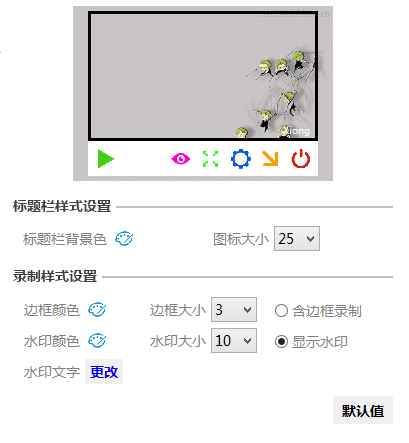 xiong
标题栏样式设置
标题栏背景色 图标大小 25
录制样式设置
边框颜色 边框大小 3 含边框录制
水印颜色 水印大小 10 显示水印
水印文字 更改
默认值